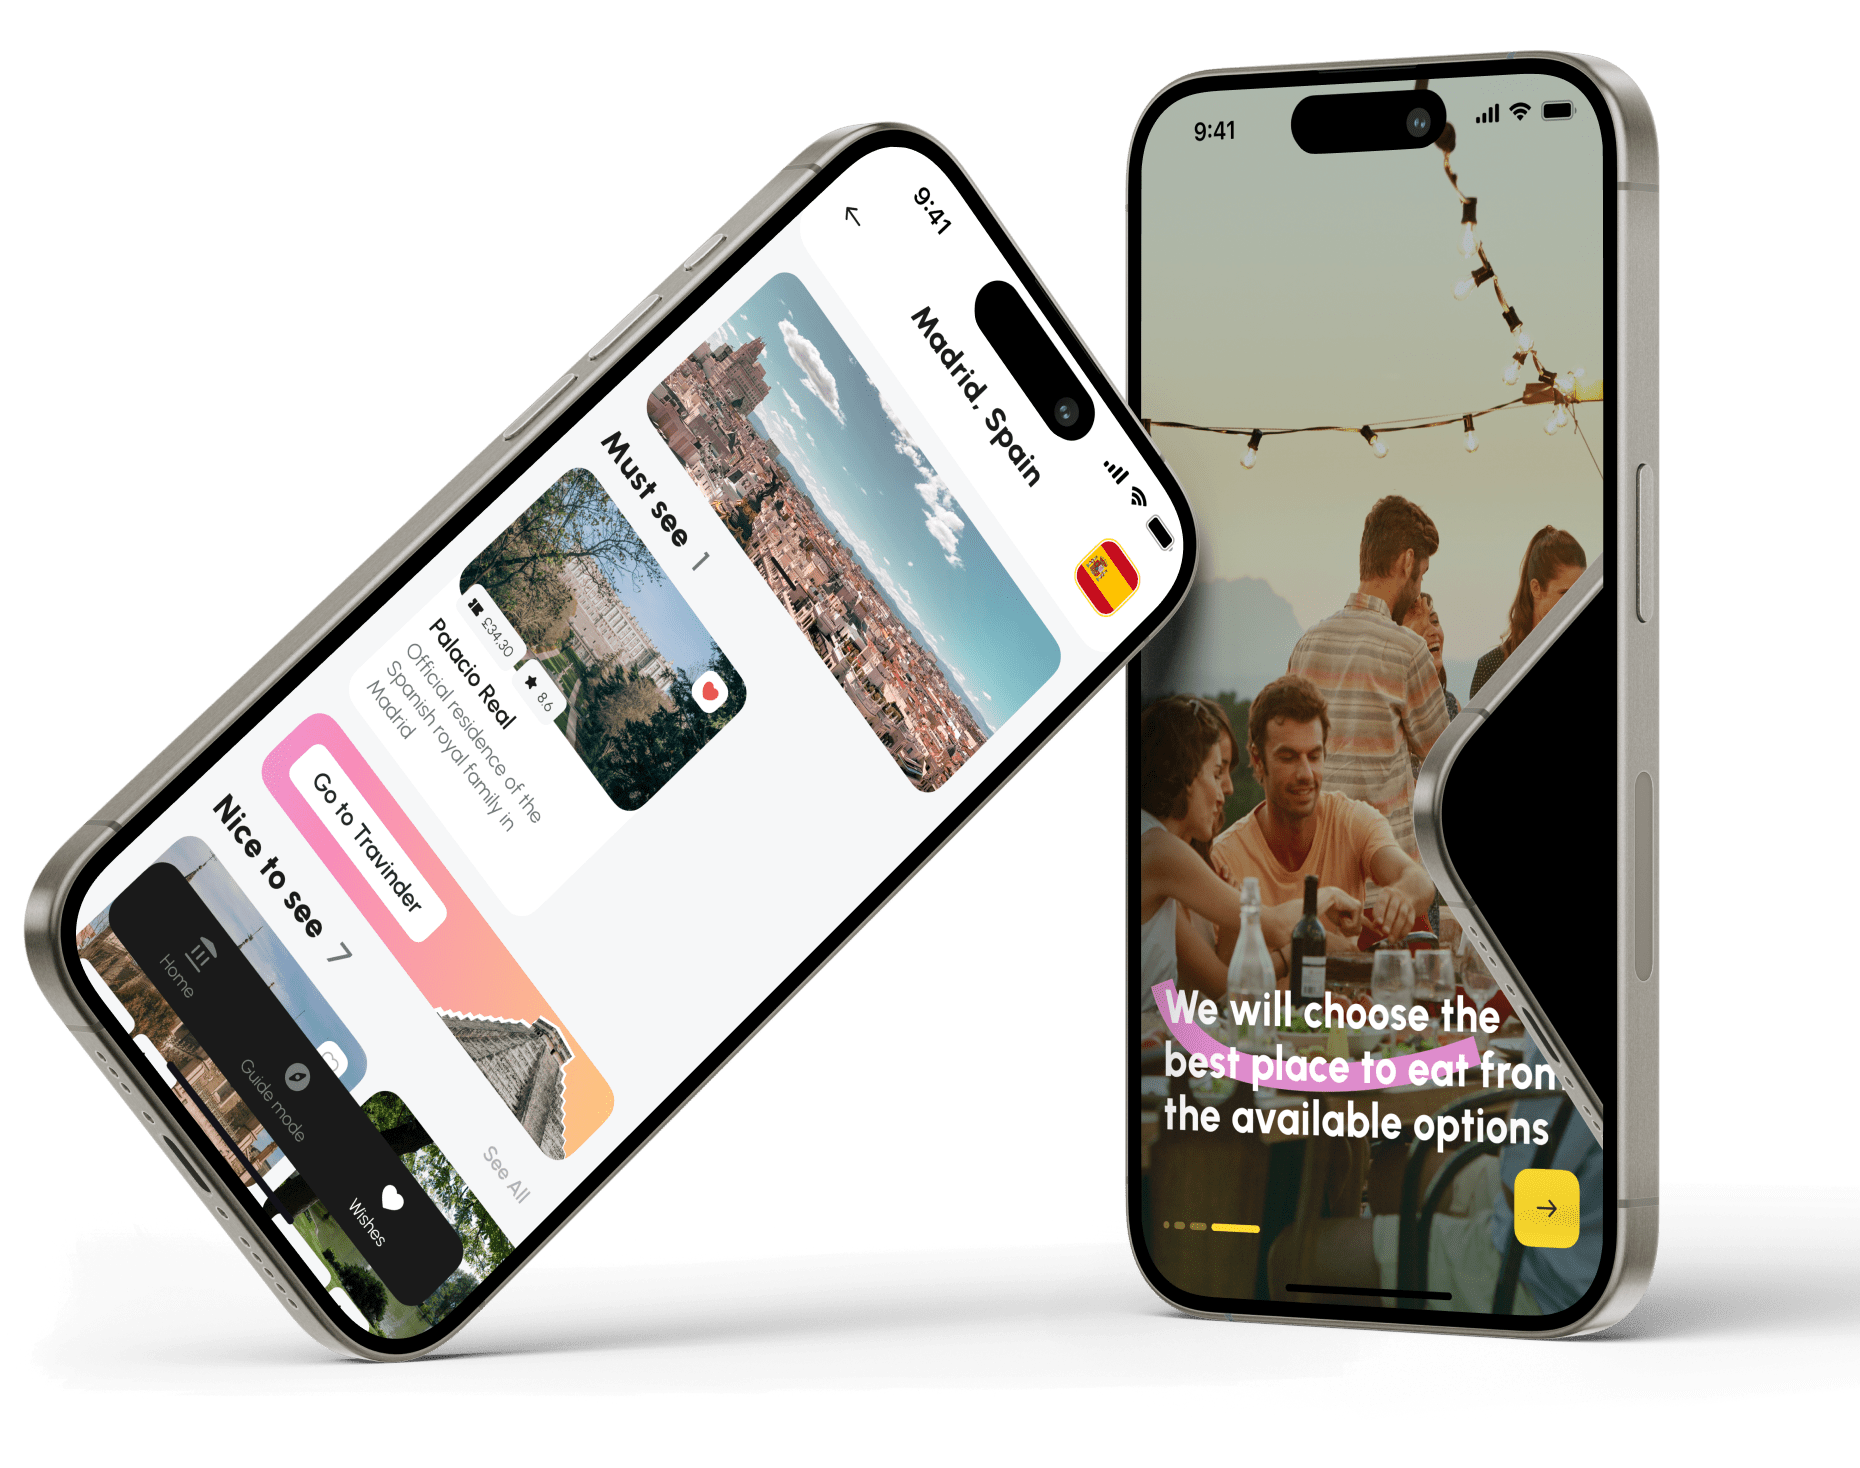 9:41
Madrid, Spain
Must see 1
£34.30
8.6
Palacio Real
Official residence of the
Spanish royal family in
Madrid
Go to Travinder
Nice to see 7
See All
Home
Guide mode
Wishes
9:41
We will choose the
best place to eat from
the available options